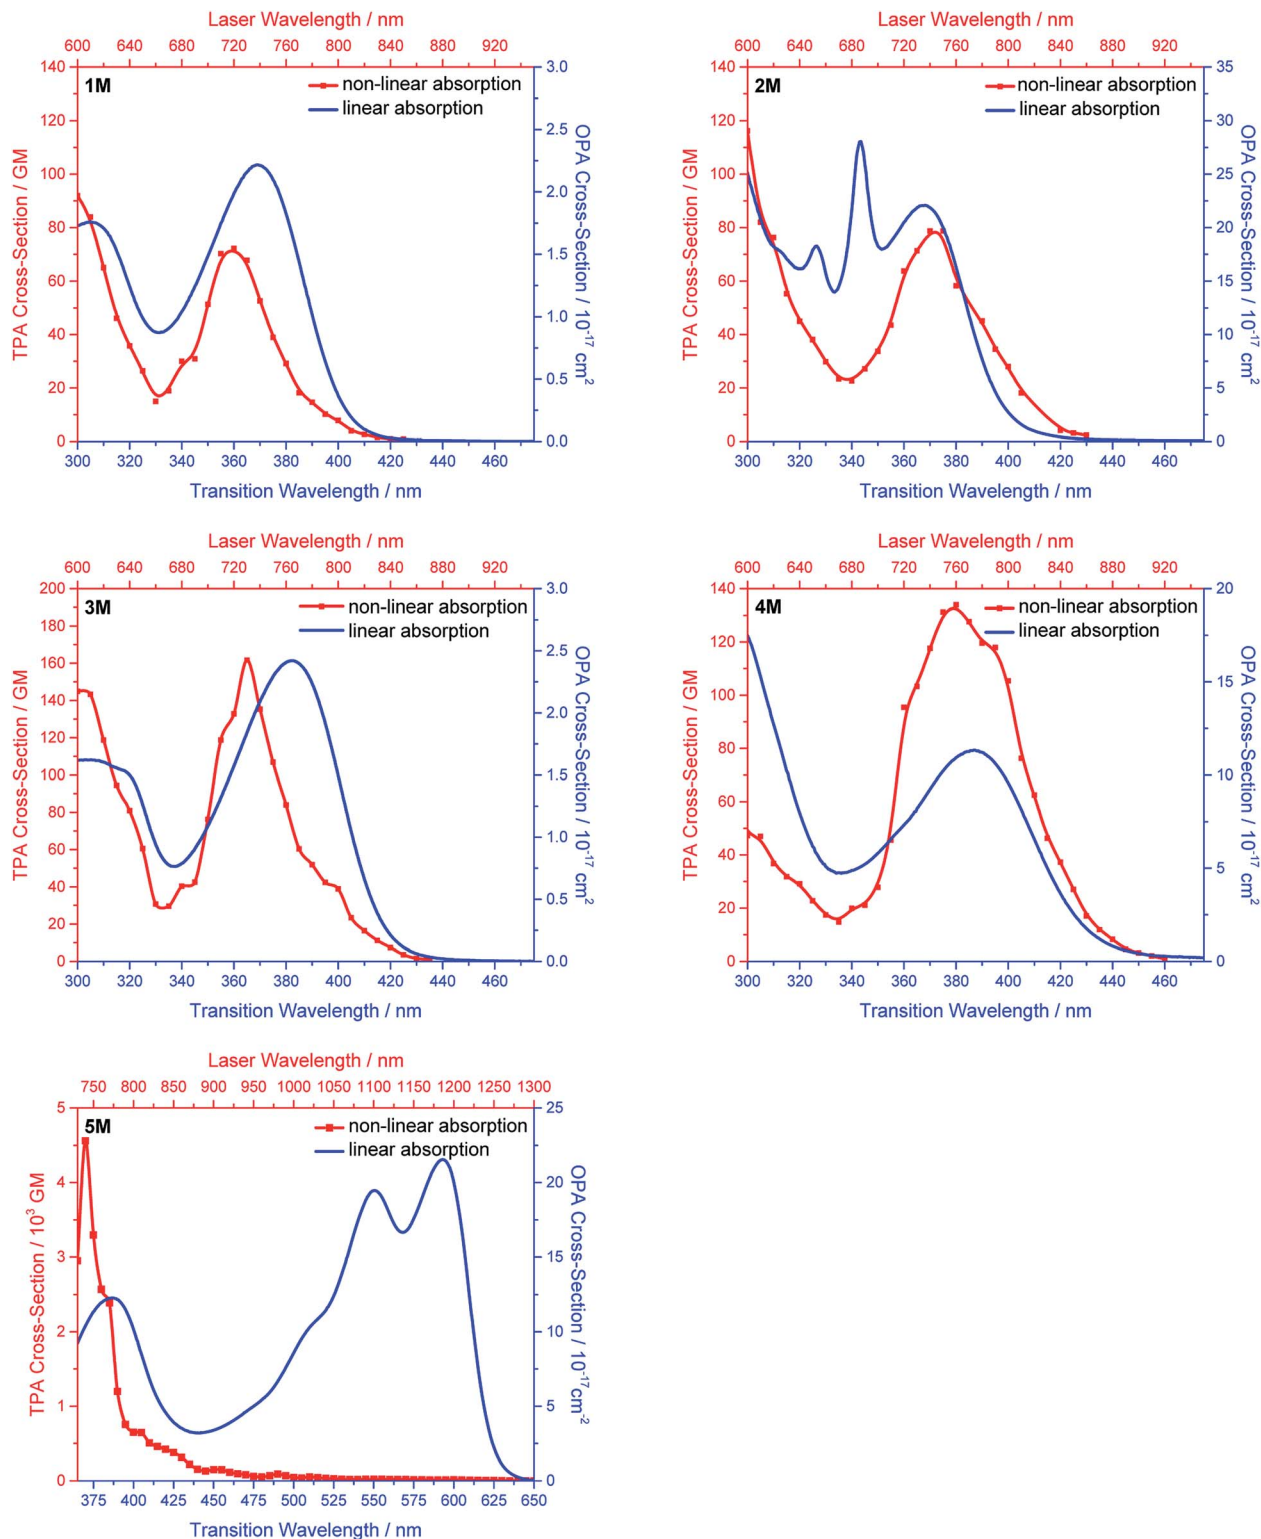 Laser Wavelength / nm
600 640 680 720 760 800 840 880 920
140 120 100 80 60 40 20 0
TPA Cross-Section / GM
1M
non-linear absorption
linear absorption
3.0 2.5 2.0 1.5 1.0 0.5 0.0
OPA Cross-Section / 10⁻¹⁷ cm²
300 320 340 360 380 400 420 440 460
Transition Wavelength / nm
Laser Wavelength / nm
600 640 680 720 760 800 840 880 920
140 120 100 80 60 40 20 0
TPA Cross-Section / GM
2M
non-linear absorption
linear absorption
35 30 25 20 15 10 5 0
OPA Cross-Section / 10⁻¹⁷ cm²
300 320 340 360 380 400 420 440 460
Transition Wavelength / nm
Laser Wavelength / nm
600 640 680 720 760 800 840 880 920
200 180 160 140 120 100 80 60 40 20 0
TPA Cross-Section / GM
3M
non-linear absorption
linear absorption
3.0 2.5 2.0 1.5 1.0 0.5 0.0
OPA Cross-Section / 10⁻¹⁷ cm²
300 320 340 360 380 400 420 440 460
Transition Wavelength / nm
Laser Wavelength / nm
600 640 680 720 760 800 840 880 920
140 120 100 80 60 40 20 0
TPA Cross-Section / GM
4M
non-linear absorption
linear absorption
20 15 10 5 0
OPA Cross-Section / 10⁻¹⁷ cm²
300 320 340 360 380 400 420 440 460
Transition Wavelength / nm
Laser Wavelength / nm
750 800 850 900 950 1000 1050 1100 1150 1200 1250 1300
5 4 3 2 1 0
TPA Cross-Section / 10³ GM
5M
non-linear absorption
linear absorption
25 20 15 10 5 0
OPA Cross-Section / 10⁻¹⁷cm⁻²
375 400 425 450 475 500 525 550 575 600 625 650
Transition Wavelength / nm